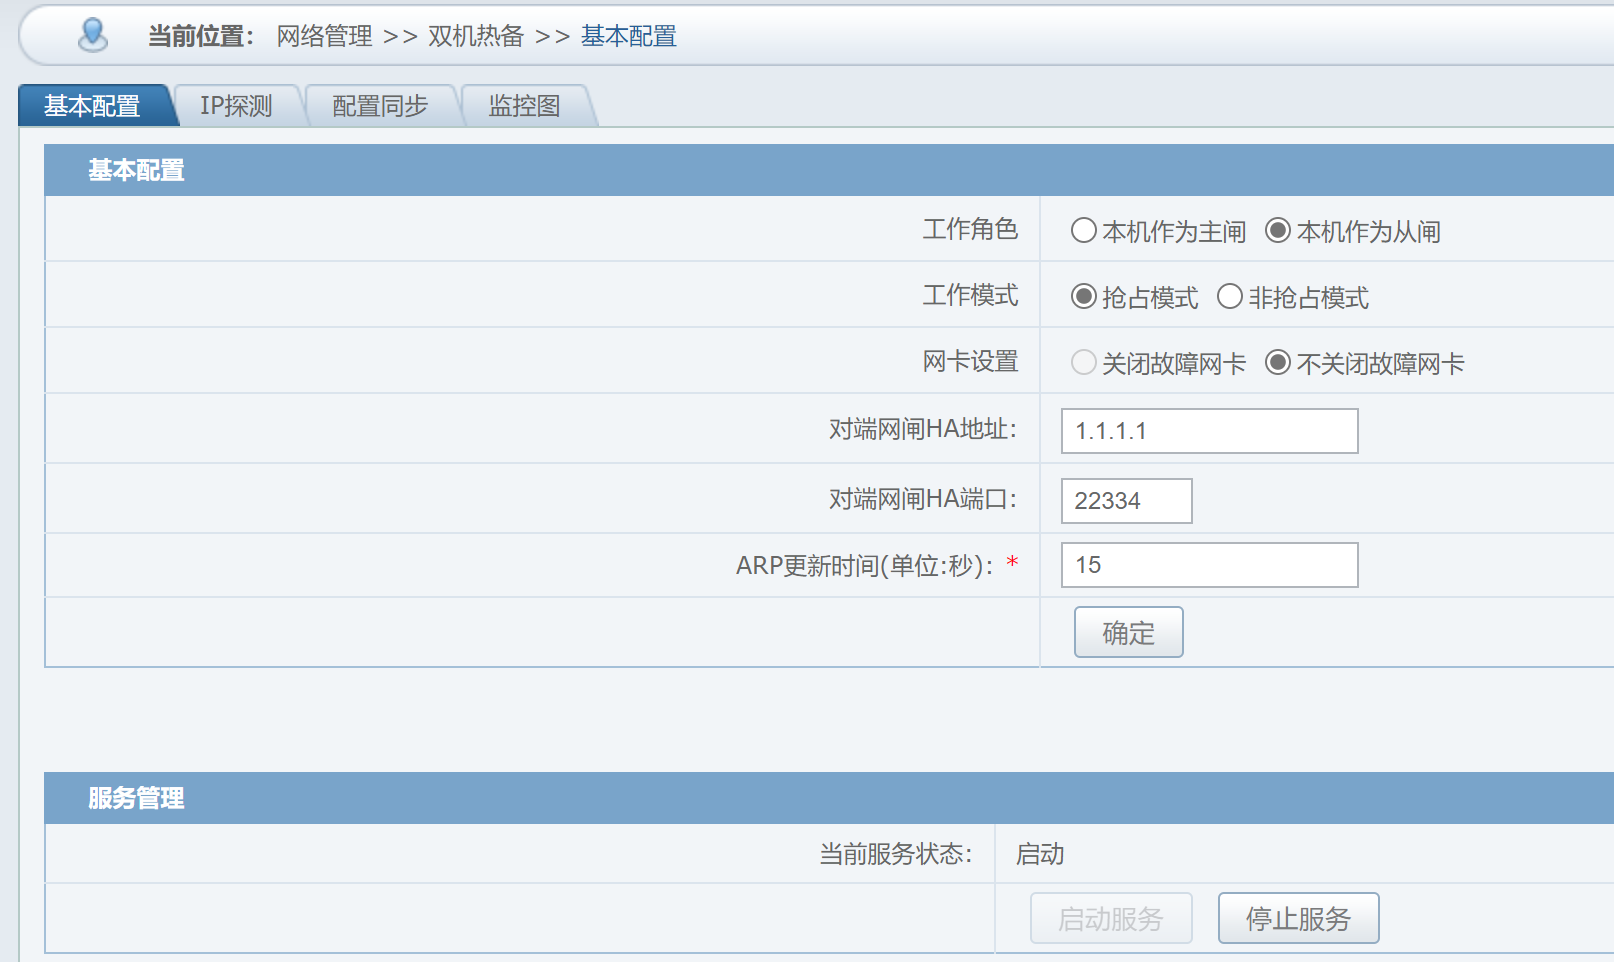 当前位置： 网络管理 >> 双机热备 >> 基本配置
基本配置 IP探测 配置同步 监控图
基本配置
工作角色 本机作为主闸 本机作为从闸
工作模式 抢占模式 非抢占模式
网卡设置 关闭故障网卡 不关闭故障网卡
对端网闸HA地址： 1.1.1.1
对端网闸HA端口： 22334
ARP更新时间(单位:秒)： * 15
确定
服务管理
当前服务状态： 启动
启动服务 停止服务